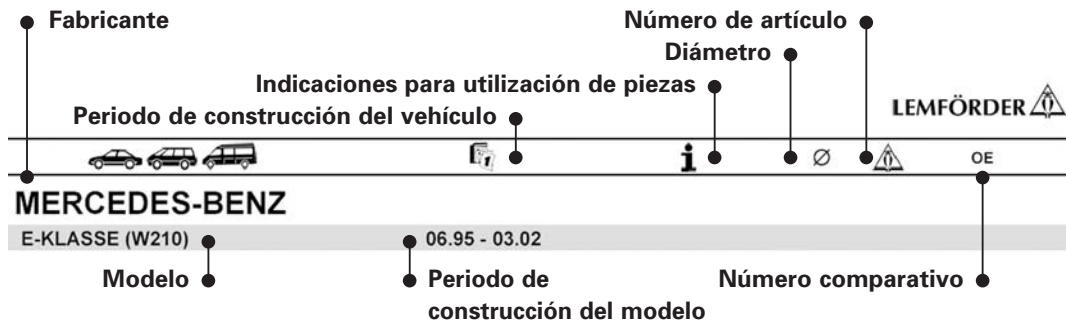 Fabricante
Número de artículo
Diámetro
Indicaciones para utilización de piezas
Periodo de construcción del vehículo
LEMFÖRDER
1
i
Ø
OE
MERCEDES-BENZ
E-KLASSE (W210) 06.95 - 03.02
Modelo
Periodo de
construcción del modelo
Número comparativo